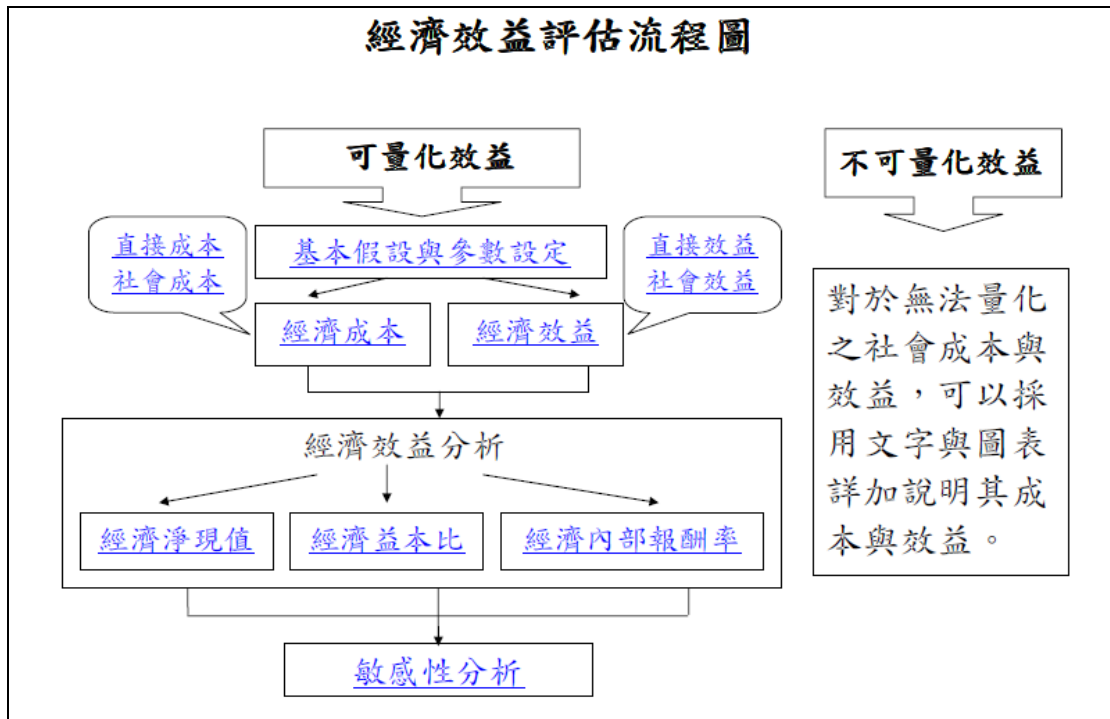 經濟效益評估流程圖
可量化效益
不可量化效益
直接成本
社會成本
基本假設與參數設定
直接效益
社會效益
經濟成本
經濟效益
對於無法量化
之社會成本與
效益，可以採
用文字與圖表
詳加說明其成
本與效益。
經濟效益分析
經濟淨現值
經濟益本比
經濟內部報酬率
敏感性分析